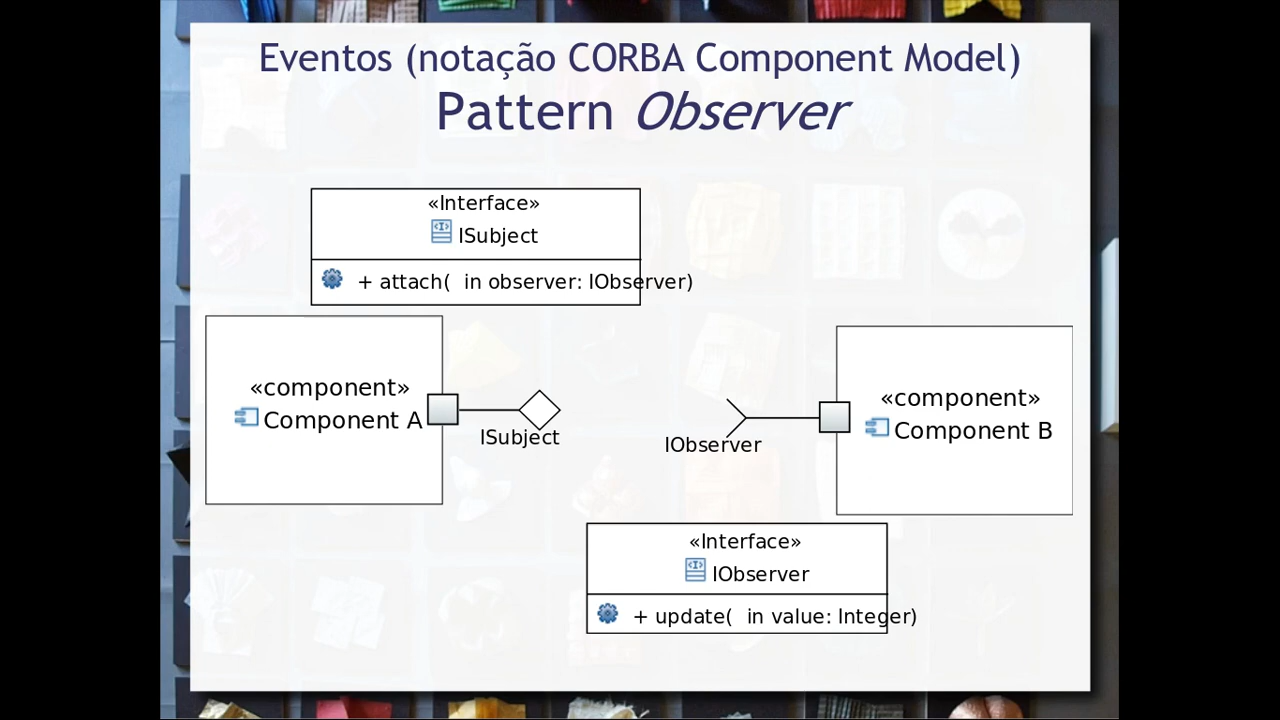 Eventos (notação CORBA Component Model)
Pattern Observer
«Interface»
ISubject
+ attach( in observer: IObserver)
«component»
Component A
ISubject
IObserver
«component»
Component B
«Interface»
IObserver
+ update( in value: Integer)